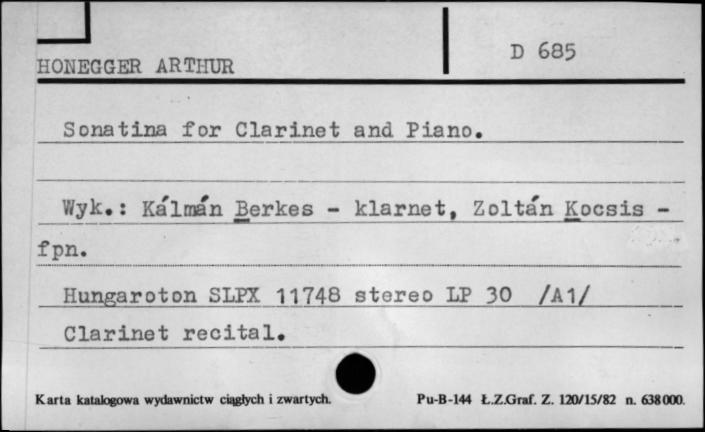 D 685
HONEGGER ARTHUR
Sonatina for Clarinet and Piano.
Wyk.: Kálmán Berkes - klarnet, Zoltán Kocsis -
fpn.
Hungaroton SLPX 11748 stereo LP 30 /A1/
Clarinet recital.
Karta katalogowa wydawnictw ciągłych i zwartych. Pu-B-144 Ł.Z.Graf. Z. 120/15/82 n. 638000.